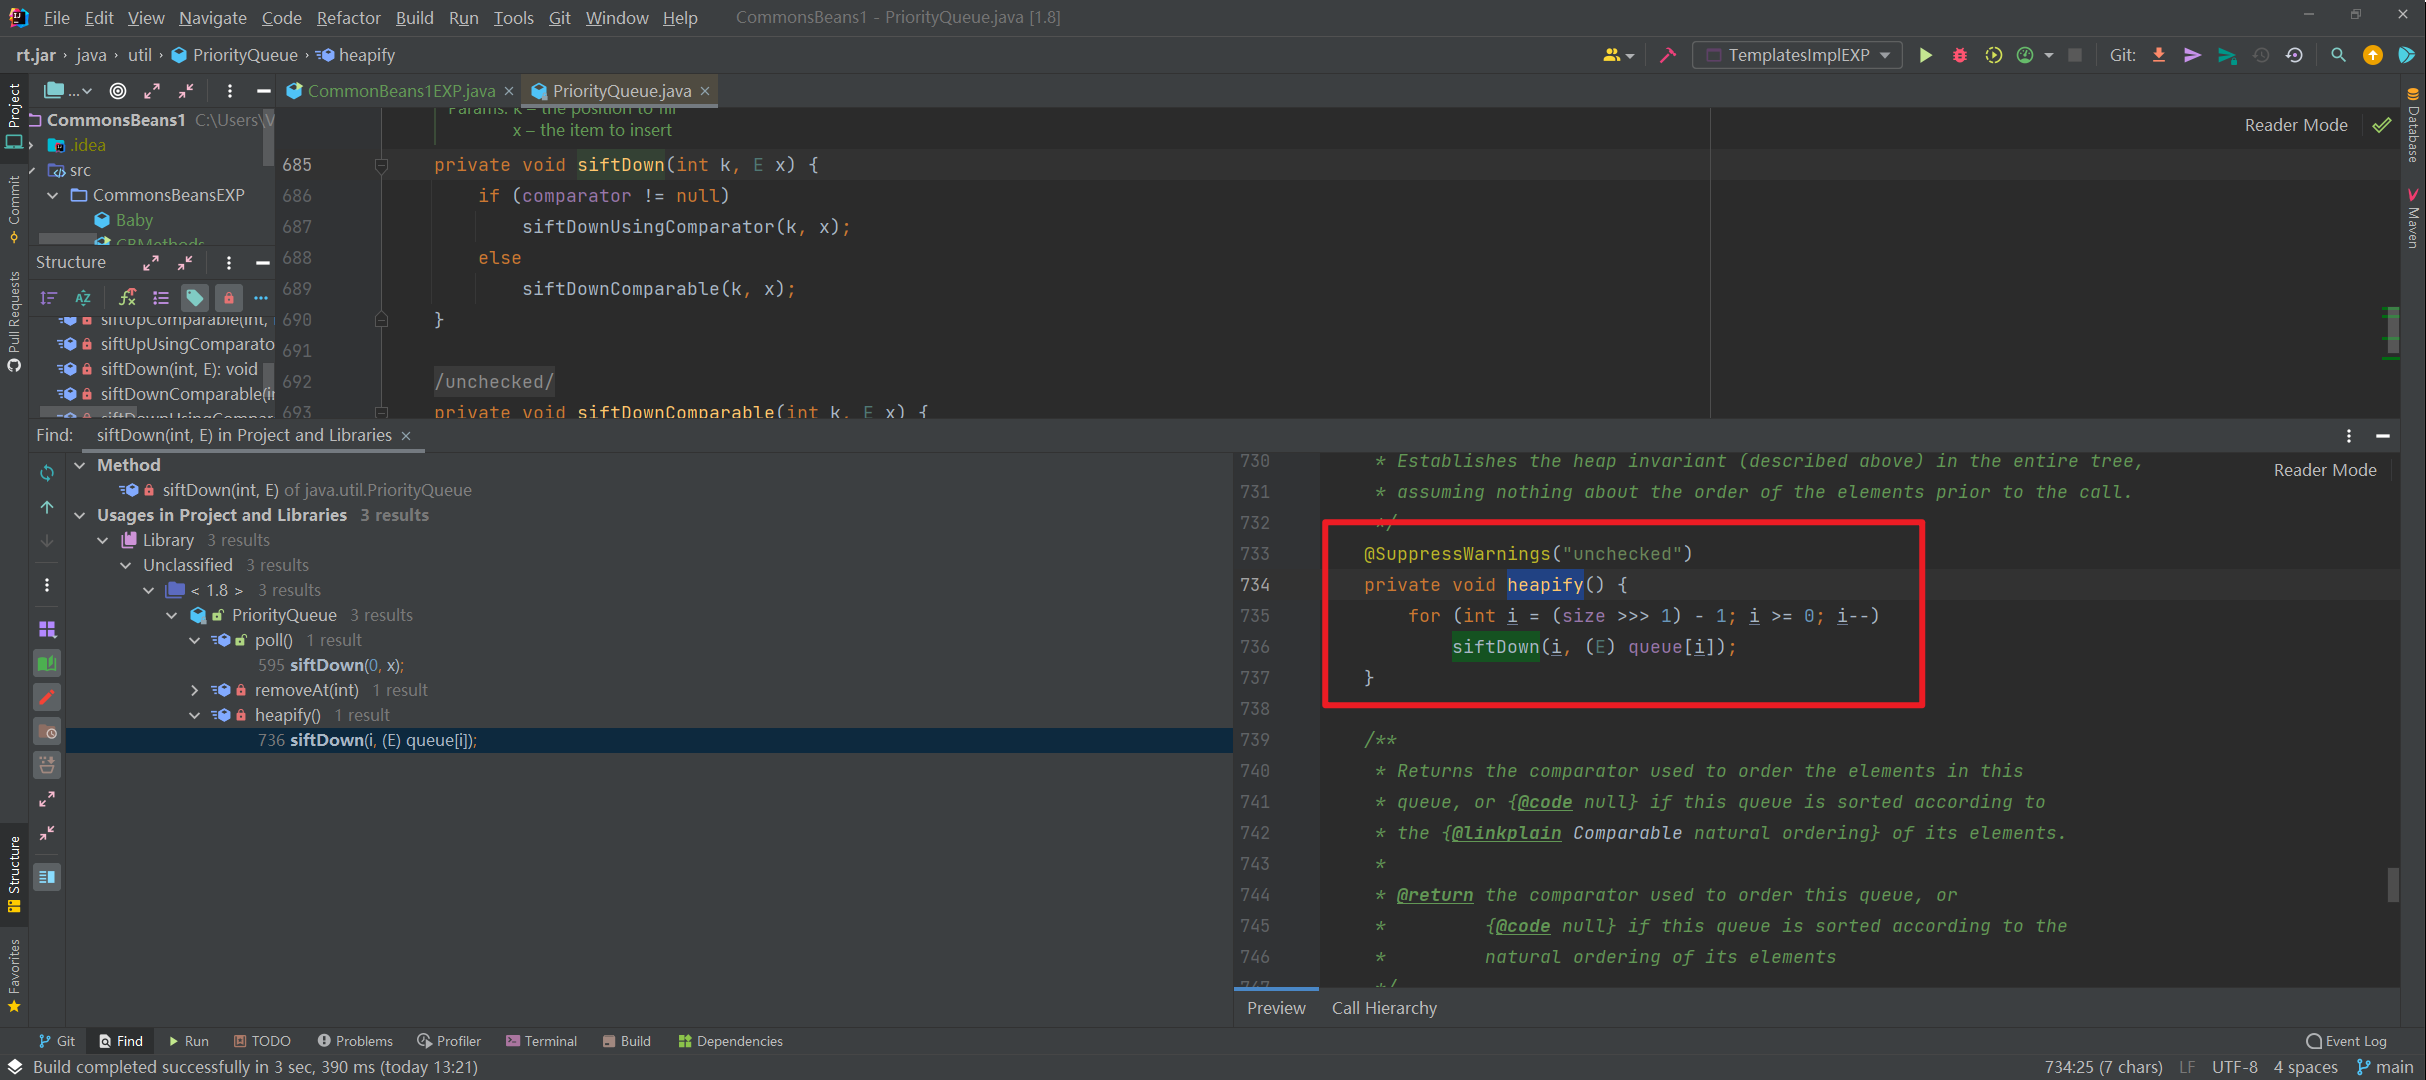 File Edit View Navigate Code Refactor Build Run Tools Git Window Help CommonsBeans1 - PriorityQueue.java [1.8]
rt.jar › java › util › PriorityQueue › heapify
TemplatesImplEXP Git:
Project
Commit
Pull Requests
Structure
Favorites
...
CommonsBeans1 C:\Users\V
.idea
src
CommonsBeansEXP
Baby
CBMethods
Structure
siftUpComparable(int,
siftUpUsingComparato
siftDown(int, E): void
siftDownComparable(in
siftDownUsingCompar
CommonBeans1EXP.java × PriorityQueue.java ×
Params: k – the position to fill
x – the item to insert
Reader Mode
685 private void siftDown(int k, E x) {
686 if (comparator != null)
687 siftDownUsingComparator(k, x);
688 else
689 siftDownComparable(k, x);
690 }
691
692 /unchecked/
693 private void siftDownComparable(int k, E x) {
Database
Maven
Find: siftDown(int, E) in Project and Libraries ×
Method
siftDown(int, E) of java.util.PriorityQueue
Usages in Project and Libraries 3 results
Library 3 results
Unclassified 3 results
< 1.8 > 3 results
PriorityQueue 3 results
poll() 1 result
595 siftDown(0, x);
removeAt(int) 1 result
heapify() 1 result
736 siftDown(i, (E) queue[i]);
730 * Establishes the heap invariant (described above) in the entire tree,
Reader Mode
731 * assuming nothing about the order of the elements prior to the call.
732 */
733 @SuppressWarnings("unchecked")
734 private void heapify() {
735 for (int i = (size >>> 1) - 1; i >= 0; i--)
736 siftDown(i, (E) queue[i]);
737 }
738
739 /**
740 * Returns the comparator used to order the elements in this
741 * queue, or {@code null} if this queue is sorted according to
742 * the {@linkplain Comparable natural ordering} of its elements.
743 *
744 * @return the comparator used to order this queue, or
745 * {@code null} if this queue is sorted according to the
746 * natural ordering of its elements
747 */
Preview Call Hierarchy
Git Find Run TODO Problems Profiler Terminal Build Dependencies Event Log
Build completed successfully in 3 sec, 390 ms (today 13:21) 734:25 (7 chars) LF UTF-8 4 spaces main